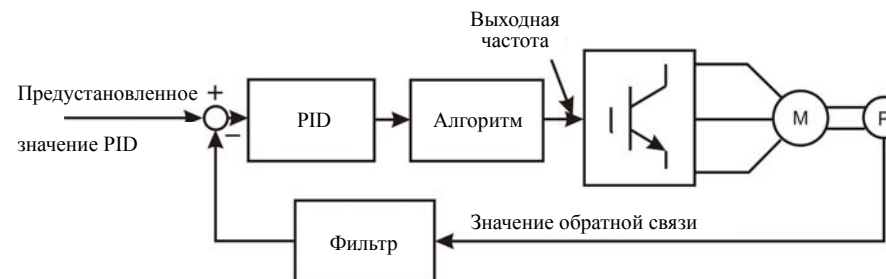 Выходная
частота
Предустановленное
значение PID
+
−
PID
Алгоритм
M
P
Значение обратной связи
Фильтр